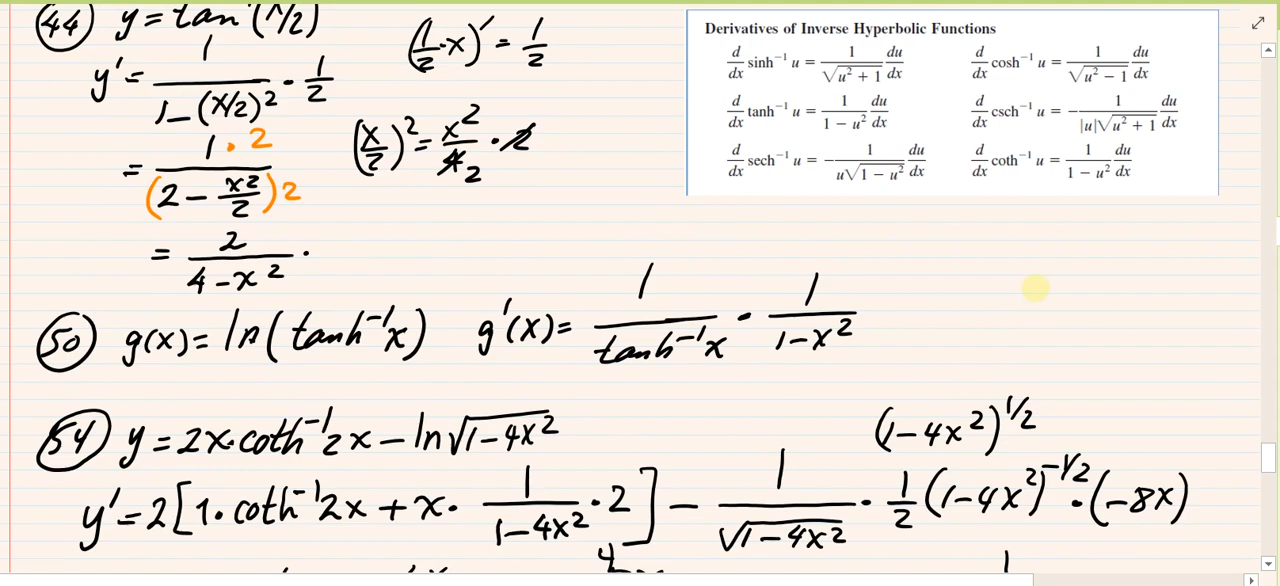 (44) y = tan (x/2)
(1/2 · x)' = 1/2
y' = 1/(1 - (x/2)²) · 1/2
(x/2)² = x²/4 · 2
2
= 1 · 2/((2 - x²/2) 2)
= 2/(4 - x²) ·
Derivatives of Inverse Hyperbolic Functions
d/dx sinh⁻¹ u = 1/√(u² + 1) du/dx
d/dx cosh⁻¹ u = 1/√(u² − 1) du/dx
d/dx tanh⁻¹ u = 1/(1 − u²) du/dx
d/dx csch⁻¹ u = −1/(|u|√(u² + 1)) du/dx
d/dx sech⁻¹ u = −1/(u√(1 − u²)) du/dx
d/dx coth⁻¹ u = 1/(1 − u²) du/dx
(50) g(x) = ln(tanh⁻¹x) g'(x) = 1/(tanh⁻¹x) · 1/(1-x²)
(54) y = 2x·coth⁻¹2x − ln√(1-4x²)
(1-4x²)^(1/2)
y' = 2[1·coth⁻¹2x + x · 1/(1-4x²) · 2] − 1/√(1-4x²) · 1/2 (1-4x²)^(-1/2) · (-8x)